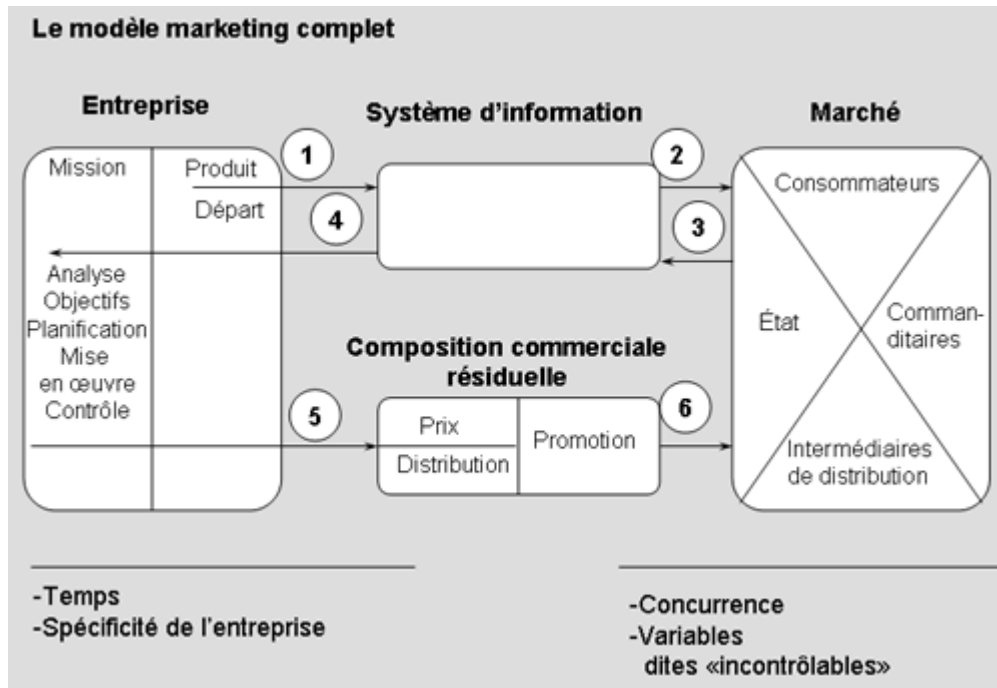 Le modèle marketing complet
Entreprise
Système d'information
Marché
Mission
Produit
Départ
1
4
2
3
Consommateurs
Analyse
Objectifs
Planification
Mise
en œuvre
Contrôle
État
Comman-
ditaires
Composition commerciale
résiduelle
5
Prix
Distribution
Promotion
6
Intermédiaires
de distribution
-Temps
-Spécificité de l'entreprise
-Concurrence
-Variables
dites «incontrôlables»